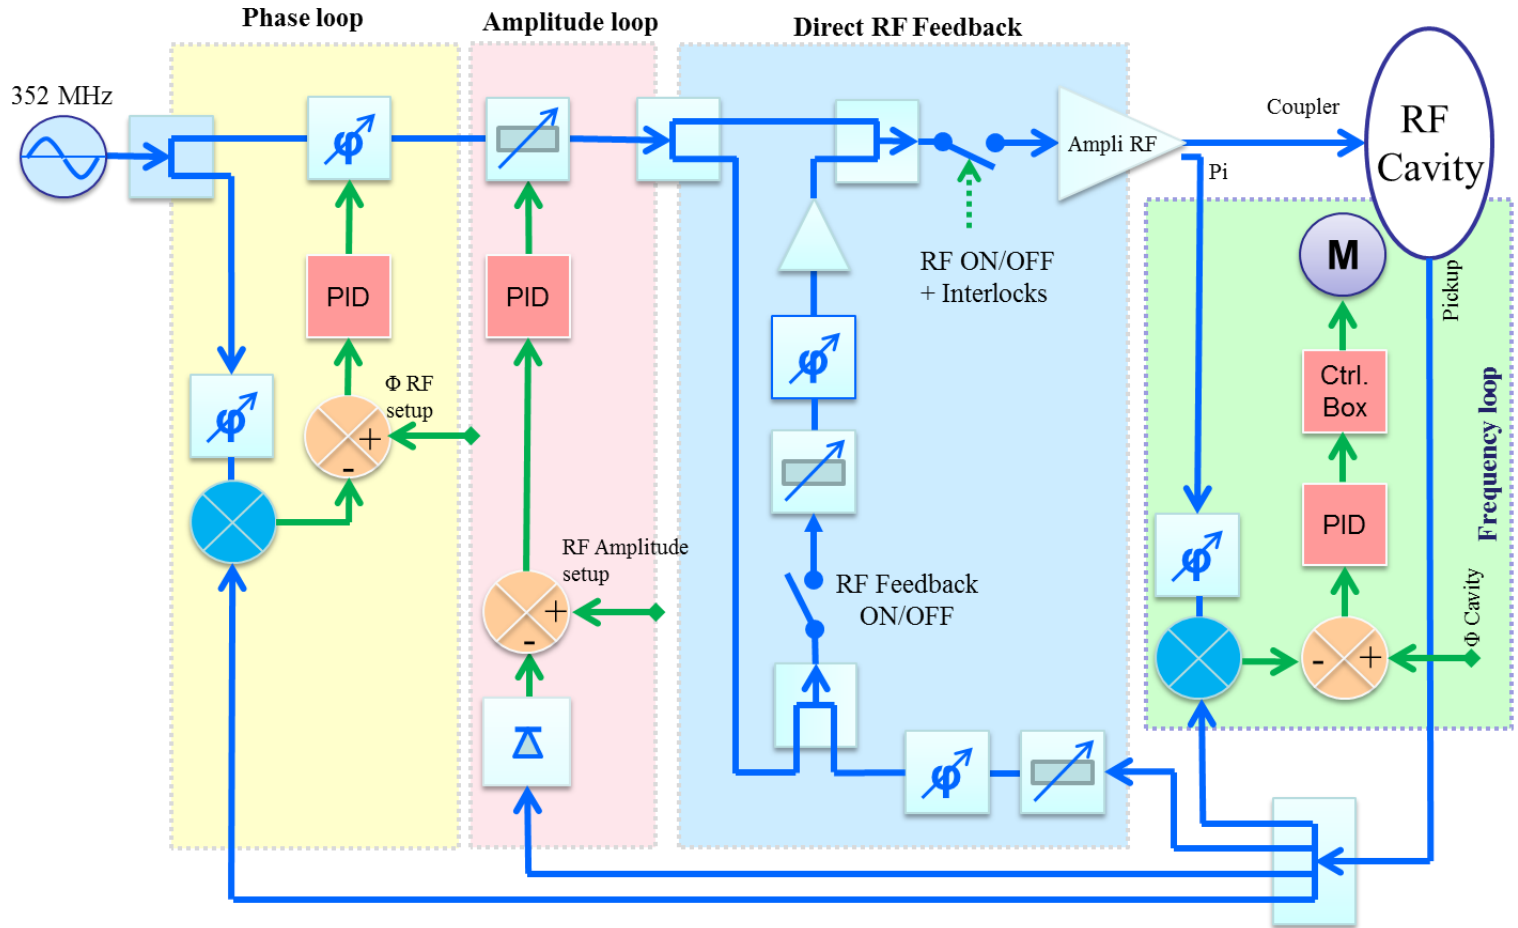 Phase loop
Amplitude loop
Direct RF Feedback
352 MHz
φ
Ampli RF
Coupler
RF
Cavity
Pi
RF ON/OFF
+ Interlocks
M
Pickup
PID
PID
φ
Φ RF
setup
+
-
φ
Ctrl.
Box
Frequency loop
PID
φ
RF Amplitude
setup
+
-
RF Feedback
ON/OFF
Φ Cavity
-
+
φ